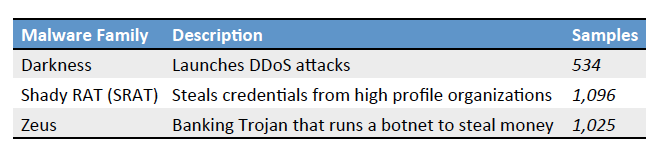 Malware Family Description Samples
Darkness Launches DDoS attacks 534
Shady RAT (SRAT) Steals credentials from high profile organizations 1,096
Zeus Banking Trojan that runs a botnet to steal money 1,025